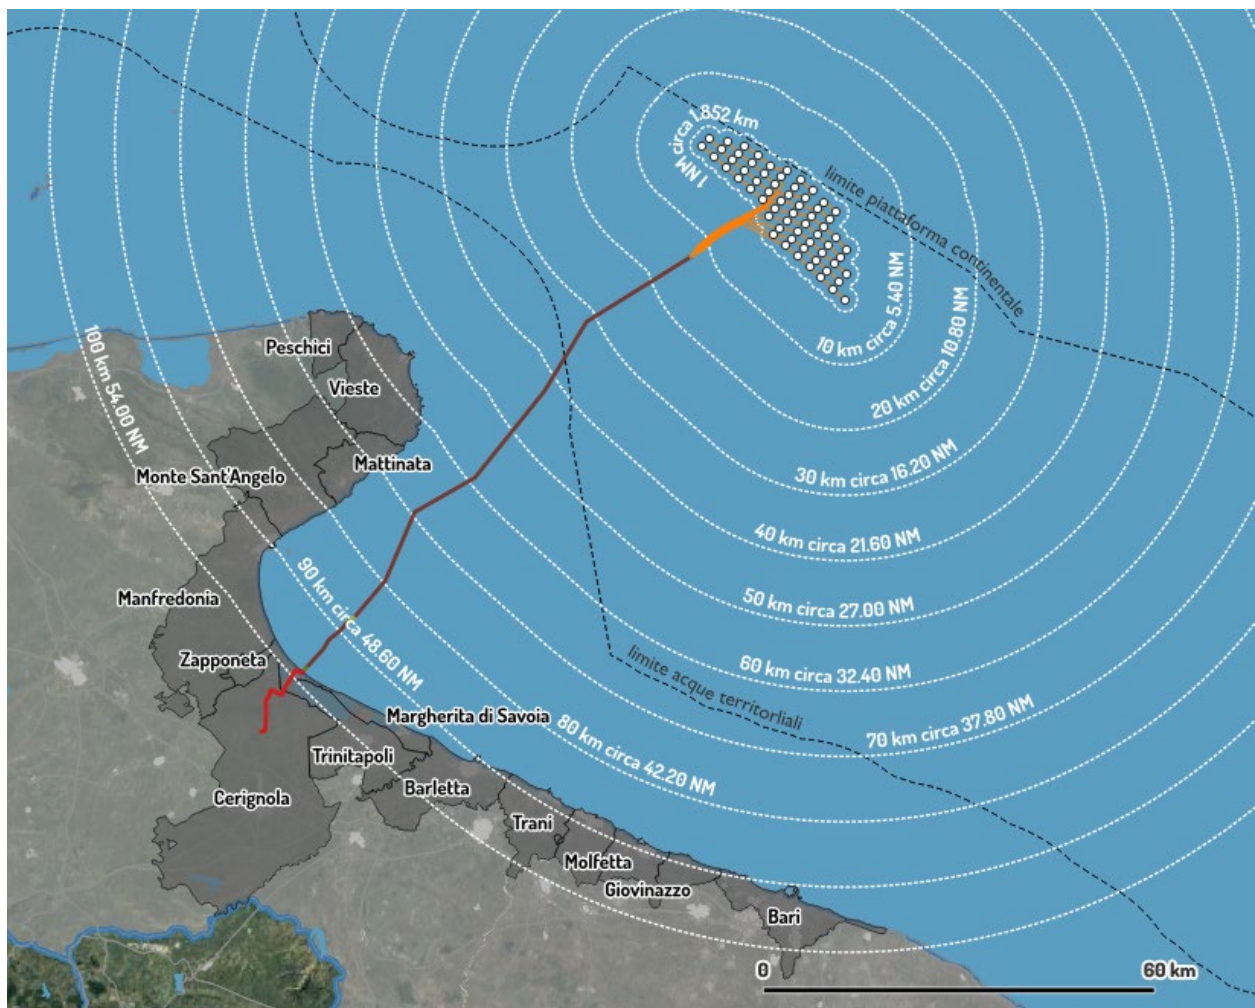 circa 1.852 km
1 NM
limite piattaforma continentale
10 km circa 5.40 NM
20 km circa 10.80 NM
30 km circa 16.20 NM
40 km circa 21.60 NM
50 km circa 27.00 NM
60 km circa 32.40 NM
70 km circa 37.80 NM
80 km circa 42.20 NM
90 km circa 48.60 NM
100 km 54.00 NM
limite acque territorliali
Peschici
Vieste
Mattinata
Monte Sant'Angelo
Manfredonia
Zapponeta
Margherita di Savoia
Trinitapoli
Cerignola
Barletta
Trani
Molfetta
Giovinazzo
Bari
0
60 km